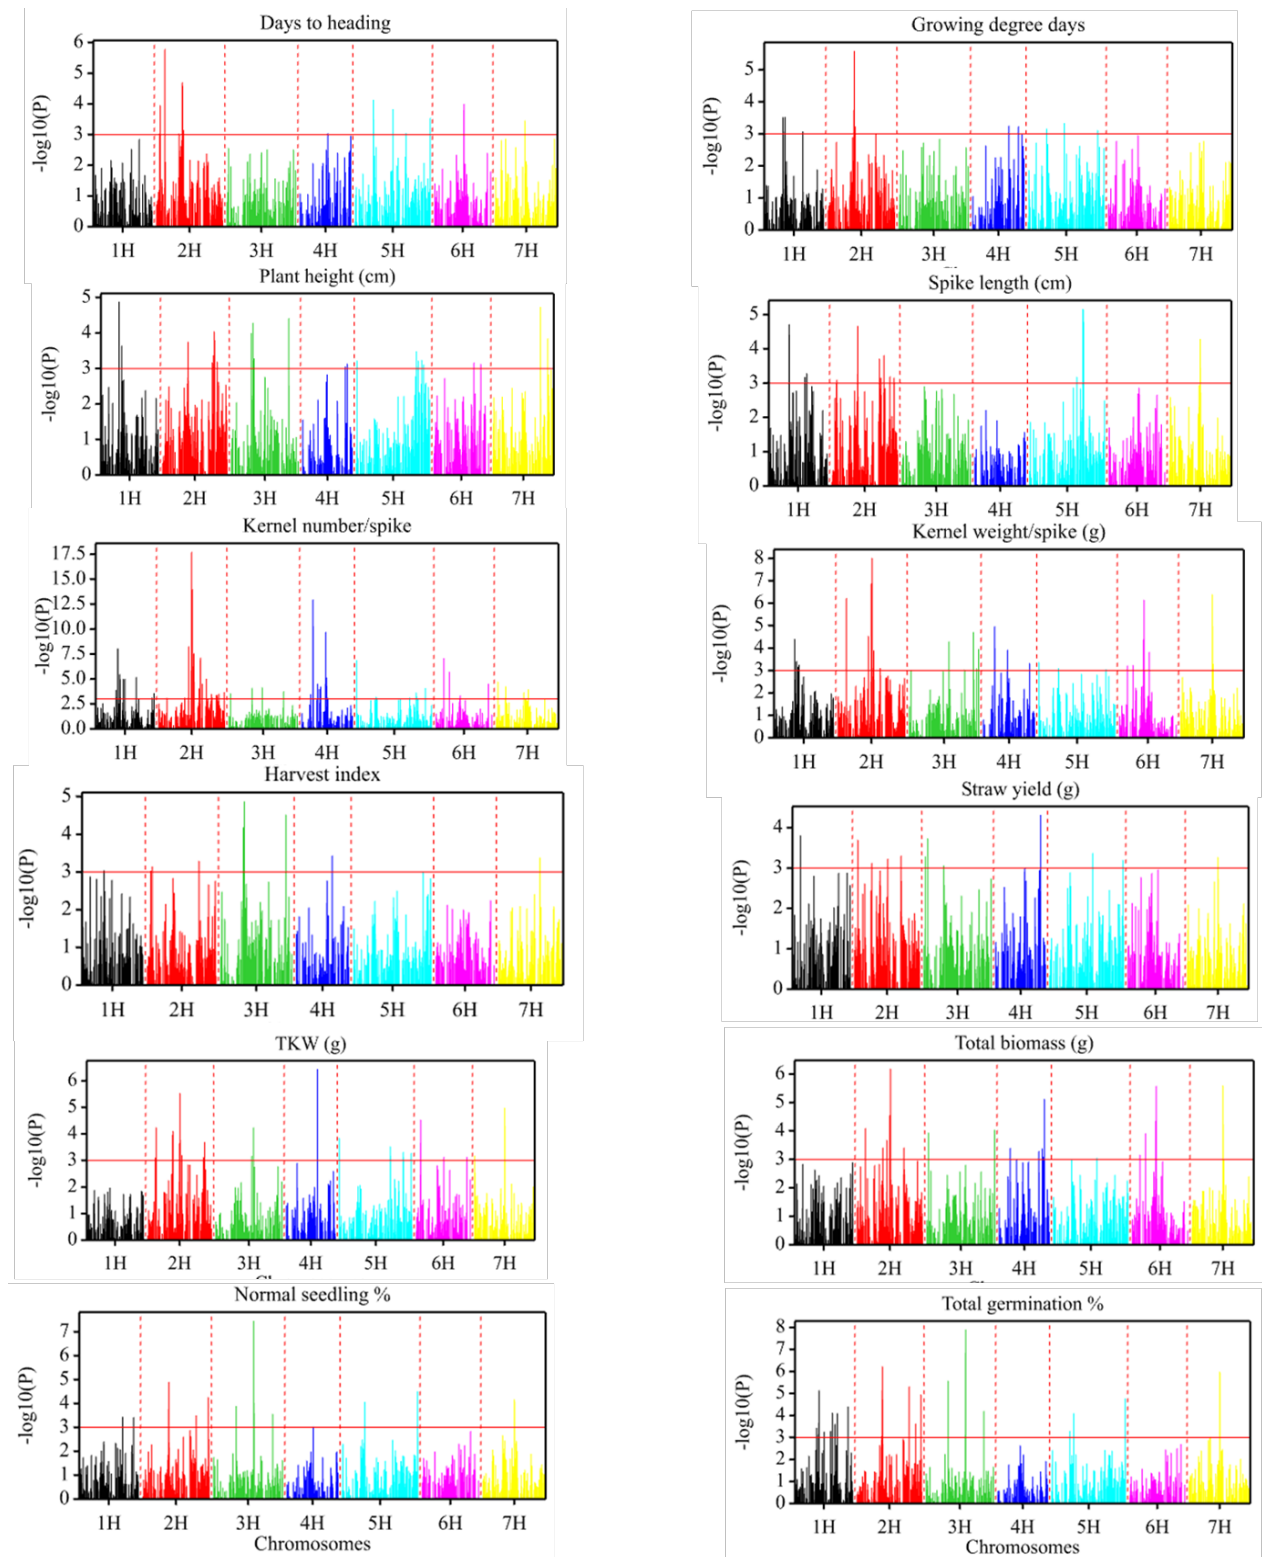 Days to heading
6
5
4
3
2
1
0
-log10(P)
1H 2H 3H 4H 5H 6H 7H
Growing degree days
5
4
3
2
1
0
-log10(P)
1H 2H 3H 4H 5H 6H 7H
Plant height (cm)
5
4
3
2
1
0
-log10(P)
1H 2H 3H 4H 5H 6H 7H
Spike length (cm)
5
4
3
2
1
0
-log10(P)
1H 2H 3H 4H 5H 6H 7H
Kernel number/spike
17.5
15.0
12.5
10.0
7.5
5.0
2.5
0.0
-log10(P)
1H 2H 3H 4H 5H 6H 7H
Kernel weight/spike (g)
8
7
6
5
4
3
2
1
0
-log10(P)
1H 2H 3H 4H 5H 6H 7H
Harvest index
5
4
3
2
1
0
-log10(P)
1H 2H 3H 4H 5H 6H 7H
Straw yield (g)
4
3
2
1
0
-log10(P)
1H 2H 3H 4H 5H 6H 7H
TKW (g)
6
5
4
3
2
1
0
-log10(P)
1H 2H 3H 4H 5H 6H 7H
Total biomass (g)
6
5
4
3
2
1
0
-log10(P)
1H 2H 3H 4H 5H 6H 7H
Normal seedling %
7
6
5
4
3
2
1
0
-log10(P)
1H 2H 3H 4H 5H 6H 7H
Chromosomes
Total germination %
8
7
6
5
4
3
2
1
0
-log10(P)
1H 2H 3H 4H 5H 6H 7H
Chromosomes